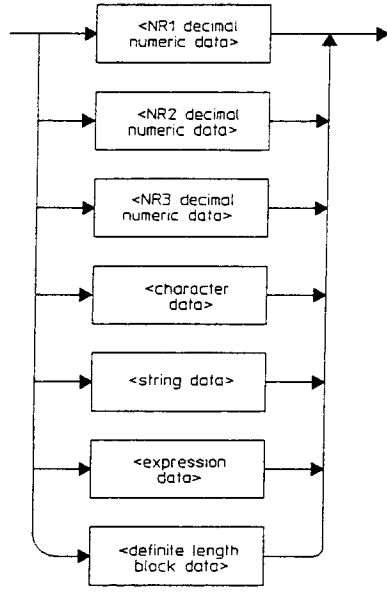 <NR1 decimal
numeric data>
<NR2 decimal
numeric data>
<NR3 decimal
numeric data>
<character
data>
<string data>
<expression
data>
<definite length
block data>